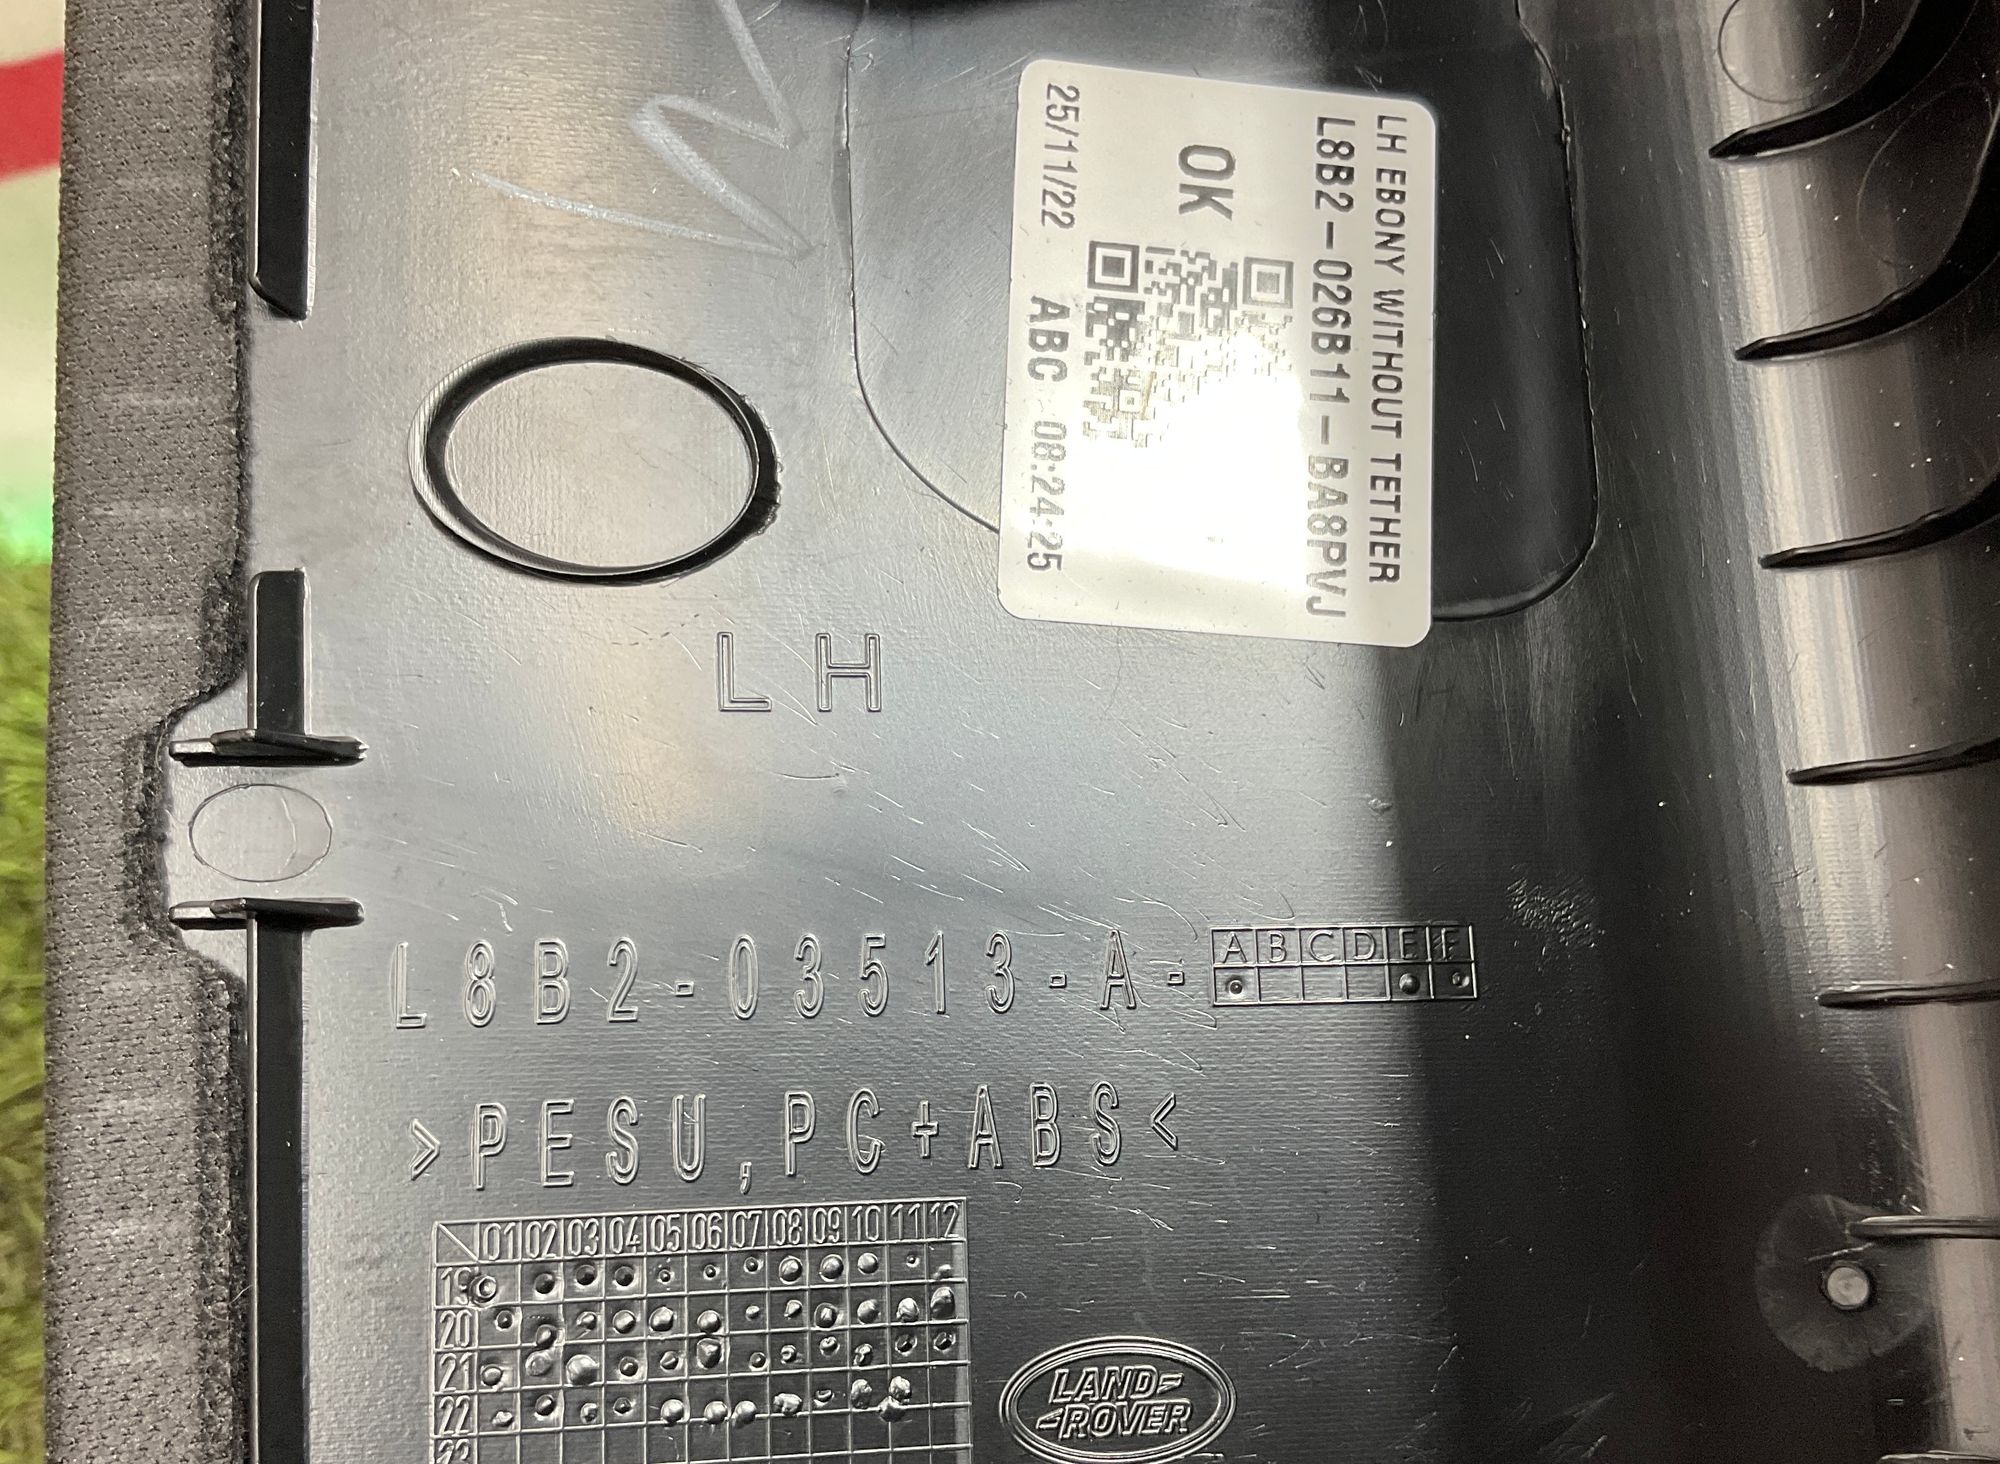 LH EBONY WITHOUT TETHER
L8B2-026B11-BA8PVJ
OK
25/11/22 ABC 08:24:25
LH
L8B2-03513-A-
A B C D E F
>PESU,PC+ABS<
01 02 03 04 05 06 07 08 09 10 11 12
19
20
21
22
23
LAND-
-ROVER